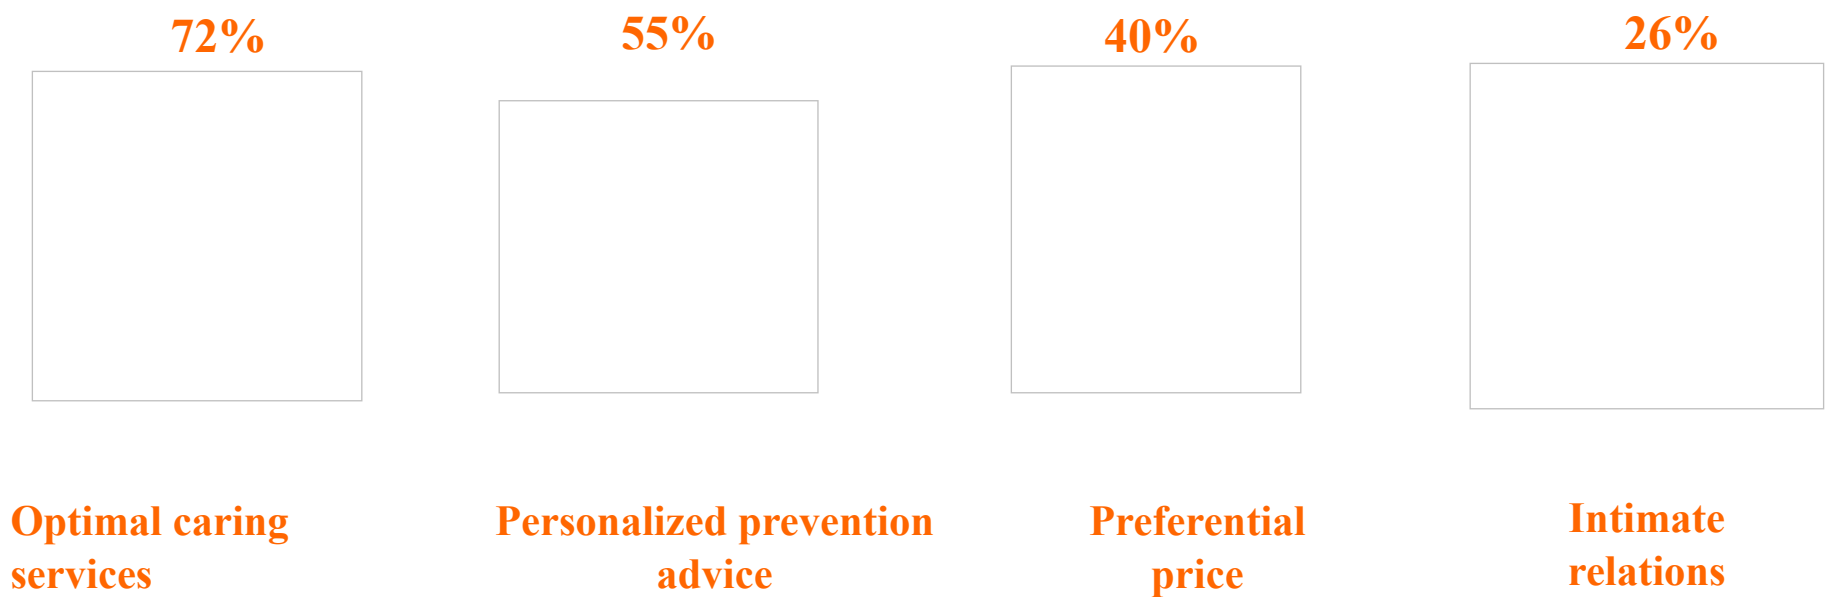 72%
55%
40%
26%
Optimal caring
services
Personalized prevention
advice
Preferential
price
Intimate
relations